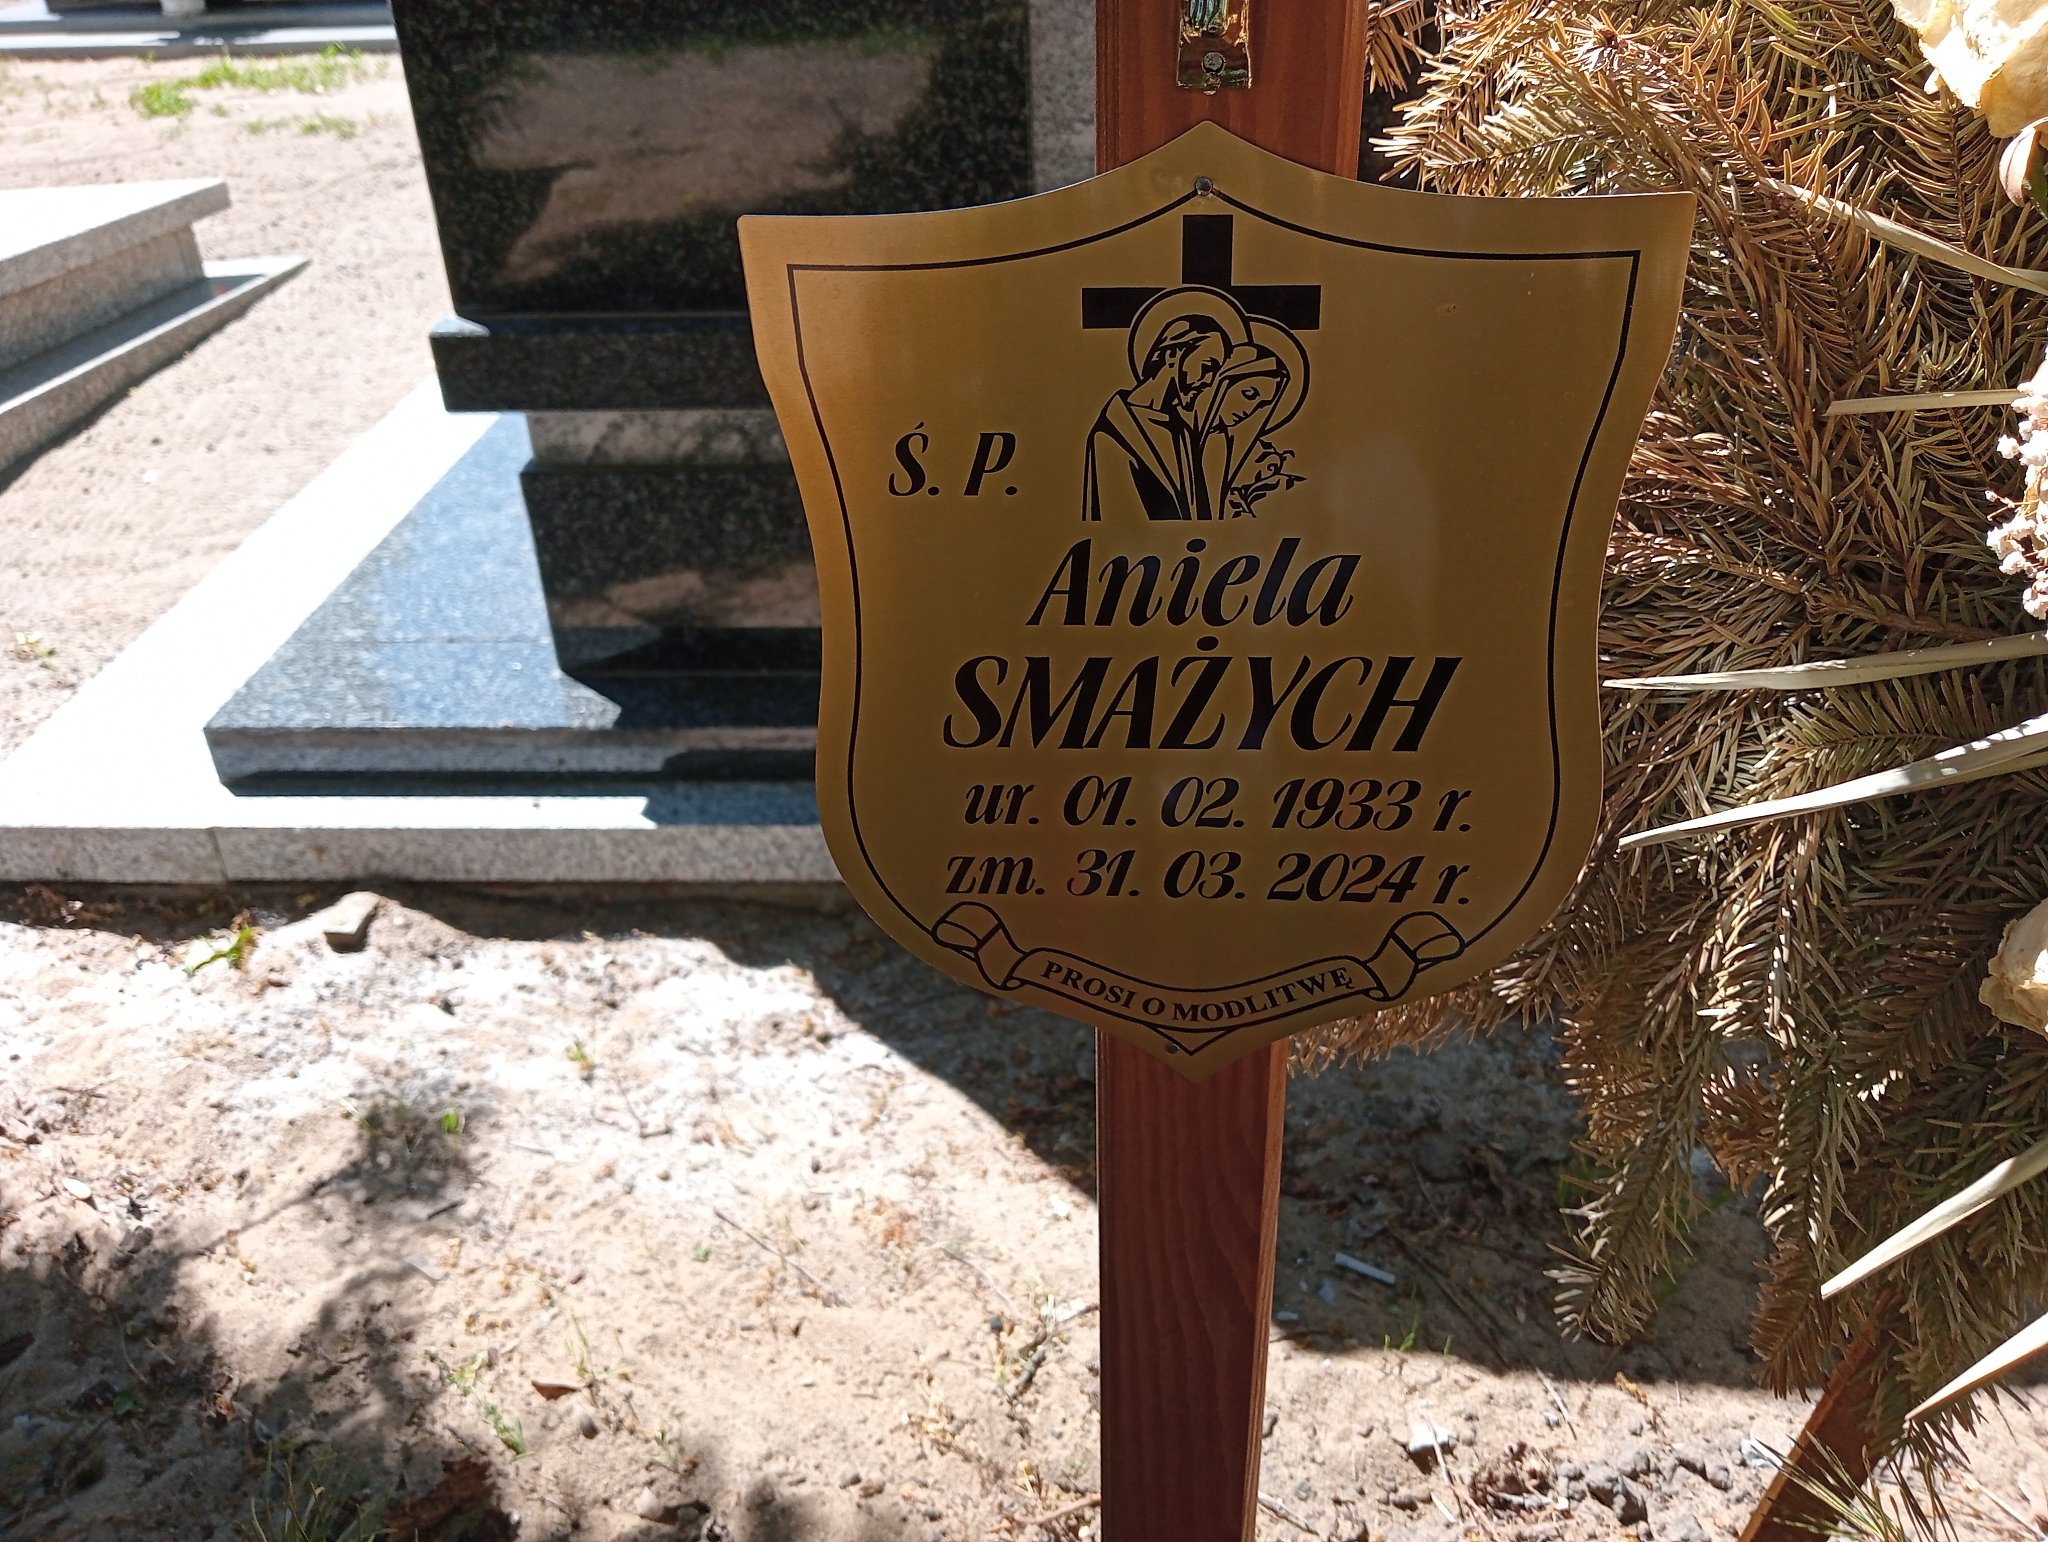 Ś. P.
Aniela
SMAŻYCH
ur. 01. 02. 1933 r.
zm. 31. 03. 2024 r.
PROSI O MODLITWĘ